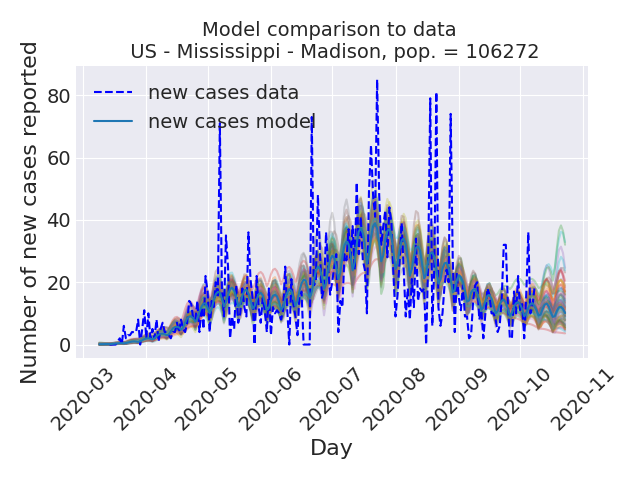 Model comparison to data
US - Mississippi - Madison, pop. = 106272
Number of new cases reported
80
60
40
20
0
new cases data
new cases model
2020-03
2020-04
2020-05
2020-06
2020-07
2020-08
2020-09
2020-10
2020-11
Day